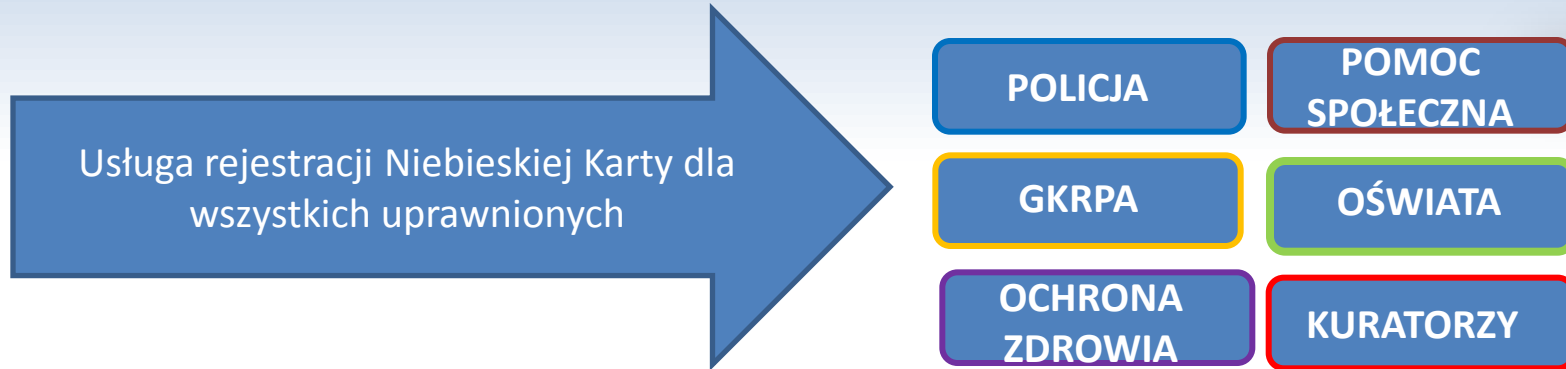 Usługa rejestracji Niebieskiej Karty dla
wszystkich uprawnionych
POLICJA
POMOC
SPOŁECZNA
GKRPA
OŚWIATA
OCHRONA
ZDROWIA
KURATORZY